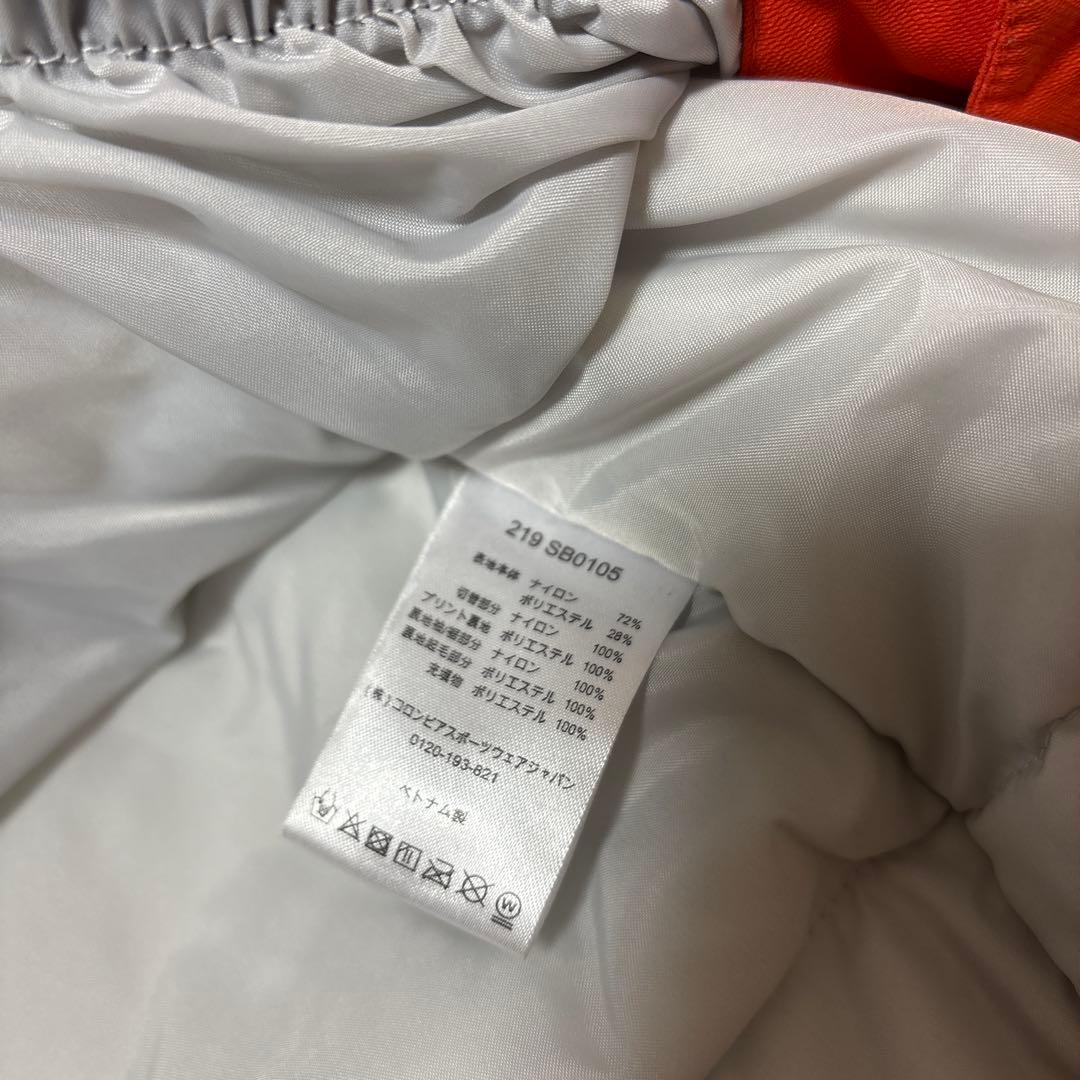 219 SB0105
表地本体 ナイロン 72%
ポリエステル 28%
切替部分 ナイロン 100%
プリント裏地 ポリエステル 100%
裏地袖/裾部分 ナイロン 100%
裏地起毛部分 ポリエステル 100%
充填物 ポリエステル 100%
(株)コロンビアスポーツウェアジャパン
0120-193-821
ベトナム製
W